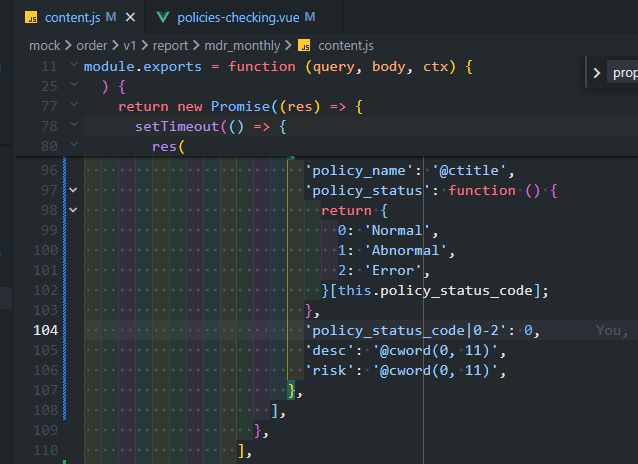 content.js M ×
policies-checking.vue M
mock > order > v1 > report > mdr_monthly > JS content.js
11 module.exports = function (query, body, ctx) {
25 ) {
77 return new Promise((res) => {
78 setTimeout(() => {
80 res(
> prop
96 'policy_name': '@ctitle',
97 'policy_status': function () {
98 return {
99 0: 'Normal',
100 1: 'Abnormal',
101 2: 'Error',
102 }[this.policy_status_code];
103 },
104 'policy_status_code|0-2': 0, You,
105 'desc': '@cword(0, 11)',
106 'risk': '@cword(0, 11)',
107 },
108 ],
109 },
110 ],